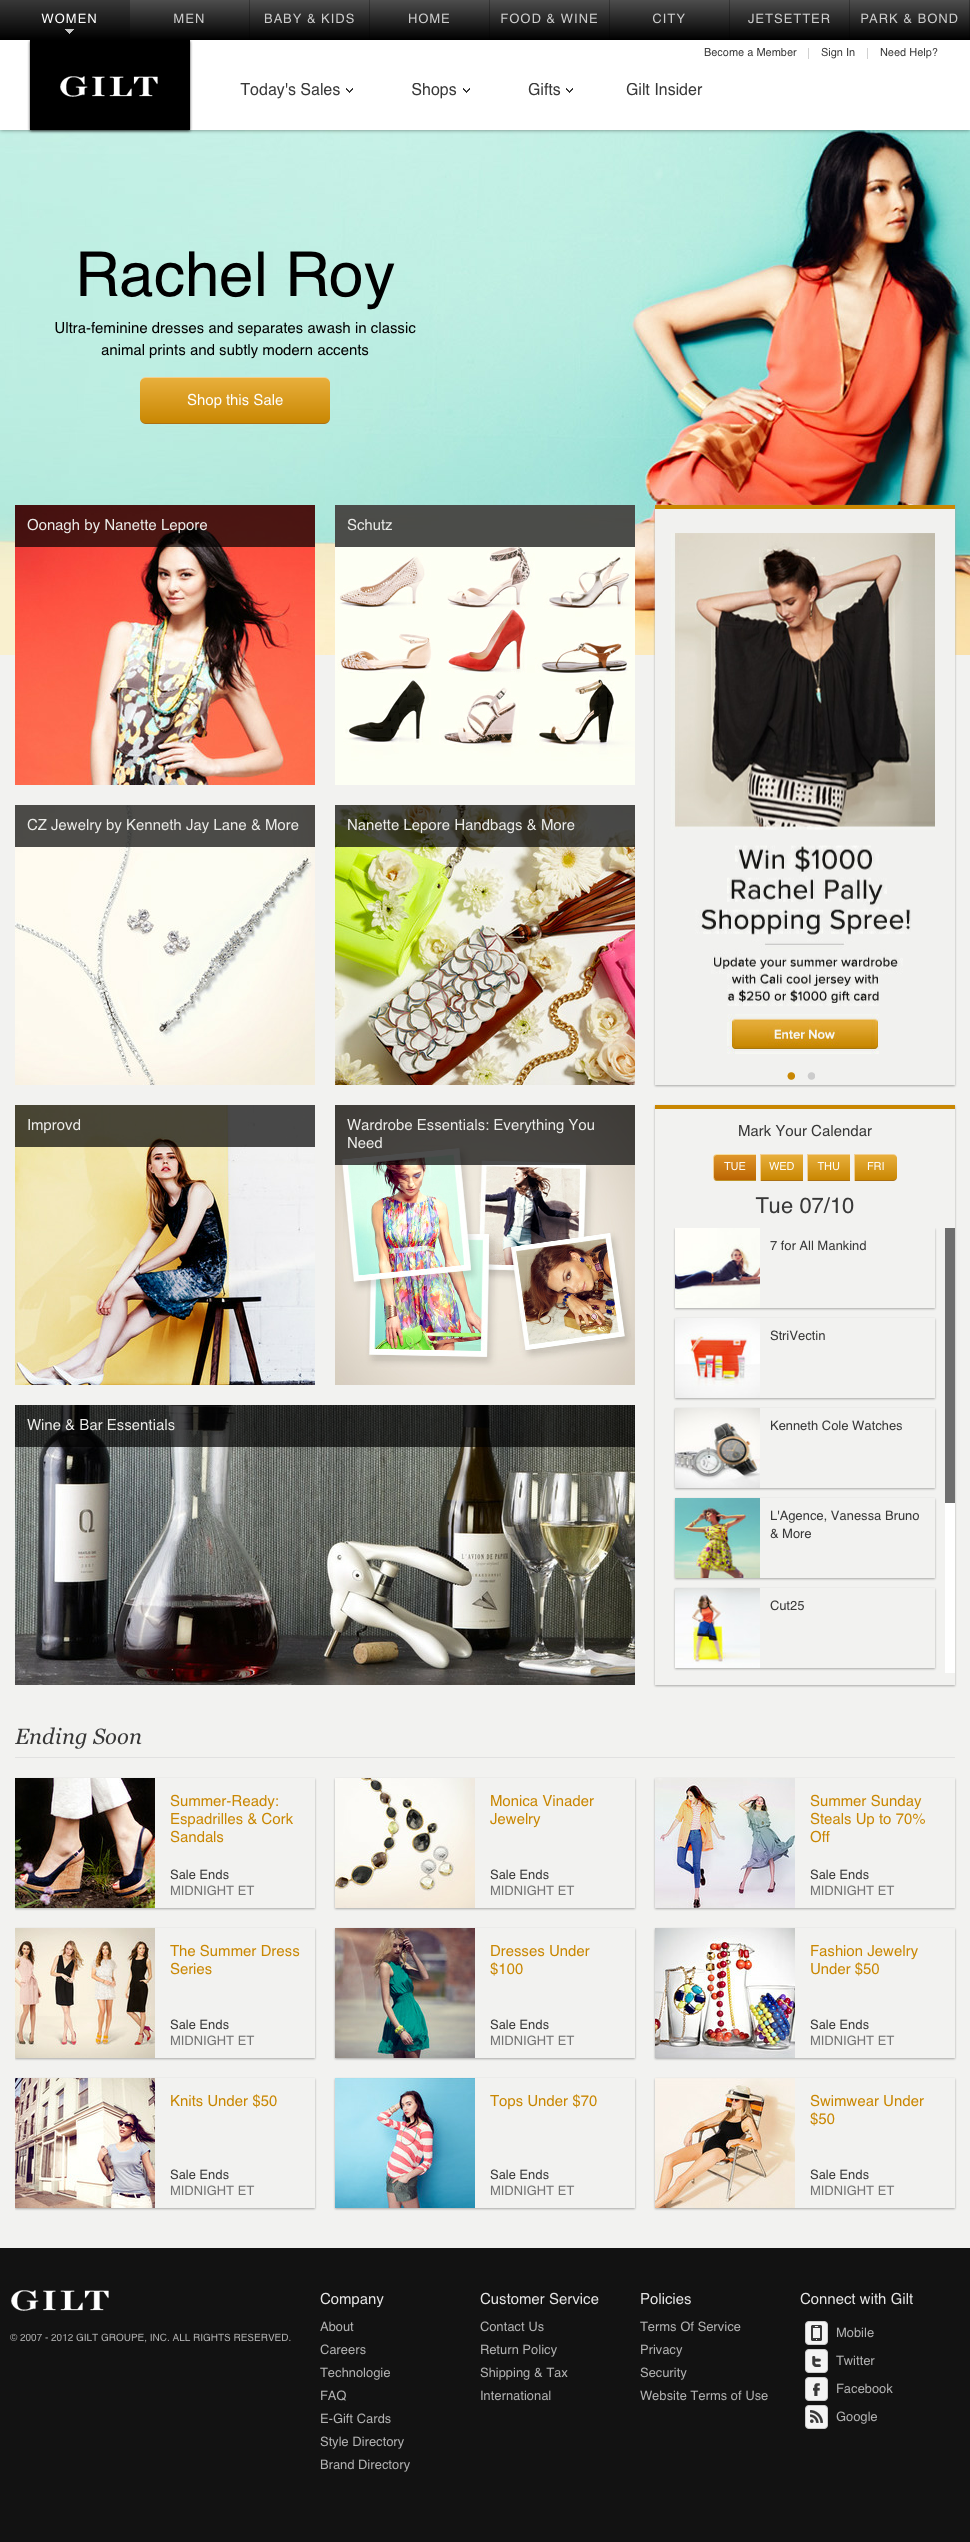 WOMEN
MEN
BABY & KIDS
HOME
FOOD & WINE
CITY
JETSETTER
PARK & BOND
Become a Member
Sign In
Need Help?
GILT
Today's Sales
Shops
Gifts
Gilt Insider
Rachel Roy
Ultra-feminine dresses and separates awash in classic
animal prints and subtly modern accents
Shop this Sale
Oonagh by Nanette Lepore
Schutz
CZ Jewelry by Kenneth Jay Lane & More
Nanette Lepore Handbags & More
Win $1000
Rachel Pally
Shopping Spree!
Update your summer wardrobe
with Cali cool jersey with
a $250 or $1000 gift card
Enter Now
Improvd
Wardrobe Essentials: Everything You
Need
Mark Your Calendar
TUE
WED
THU
FRI
Tue 07/10
7 for All Mankind
StriVectin
Kenneth Cole Watches
L'Agence, Vanessa Bruno
& More
Cut25
Wine & Bar Essentials
Q
L'AVION DE PAPIER
Ending Soon
Summer-Ready:
Espadrilles & Cork
Sandals
Sale Ends
MIDNIGHT ET
Monica Vinader
Jewelry
Sale Ends
MIDNIGHT ET
Summer Sunday
Steals Up to 70%
Off
Sale Ends
MIDNIGHT ET
The Summer Dress
Series
Sale Ends
MIDNIGHT ET
Dresses Under
$100
Sale Ends
MIDNIGHT ET
Fashion Jewelry
Under $50
Sale Ends
MIDNIGHT ET
Knits Under $50
Sale Ends
MIDNIGHT ET
Tops Under $70
Sale Ends
MIDNIGHT ET
Swimwear Under
$50
Sale Ends
MIDNIGHT ET
GILT
© 2007 - 2012 GILT GROUPE, INC. ALL RIGHTS RESERVED.
Company
About
Careers
Technologie
FAQ
E-Gift Cards
Style Directory
Brand Directory
Customer Service
Contact Us
Return Policy
Shipping & Tax
International
Policies
Terms Of Service
Privacy
Security
Website Terms of Use
Connect with Gilt
Mobile
Twitter
Facebook
Google